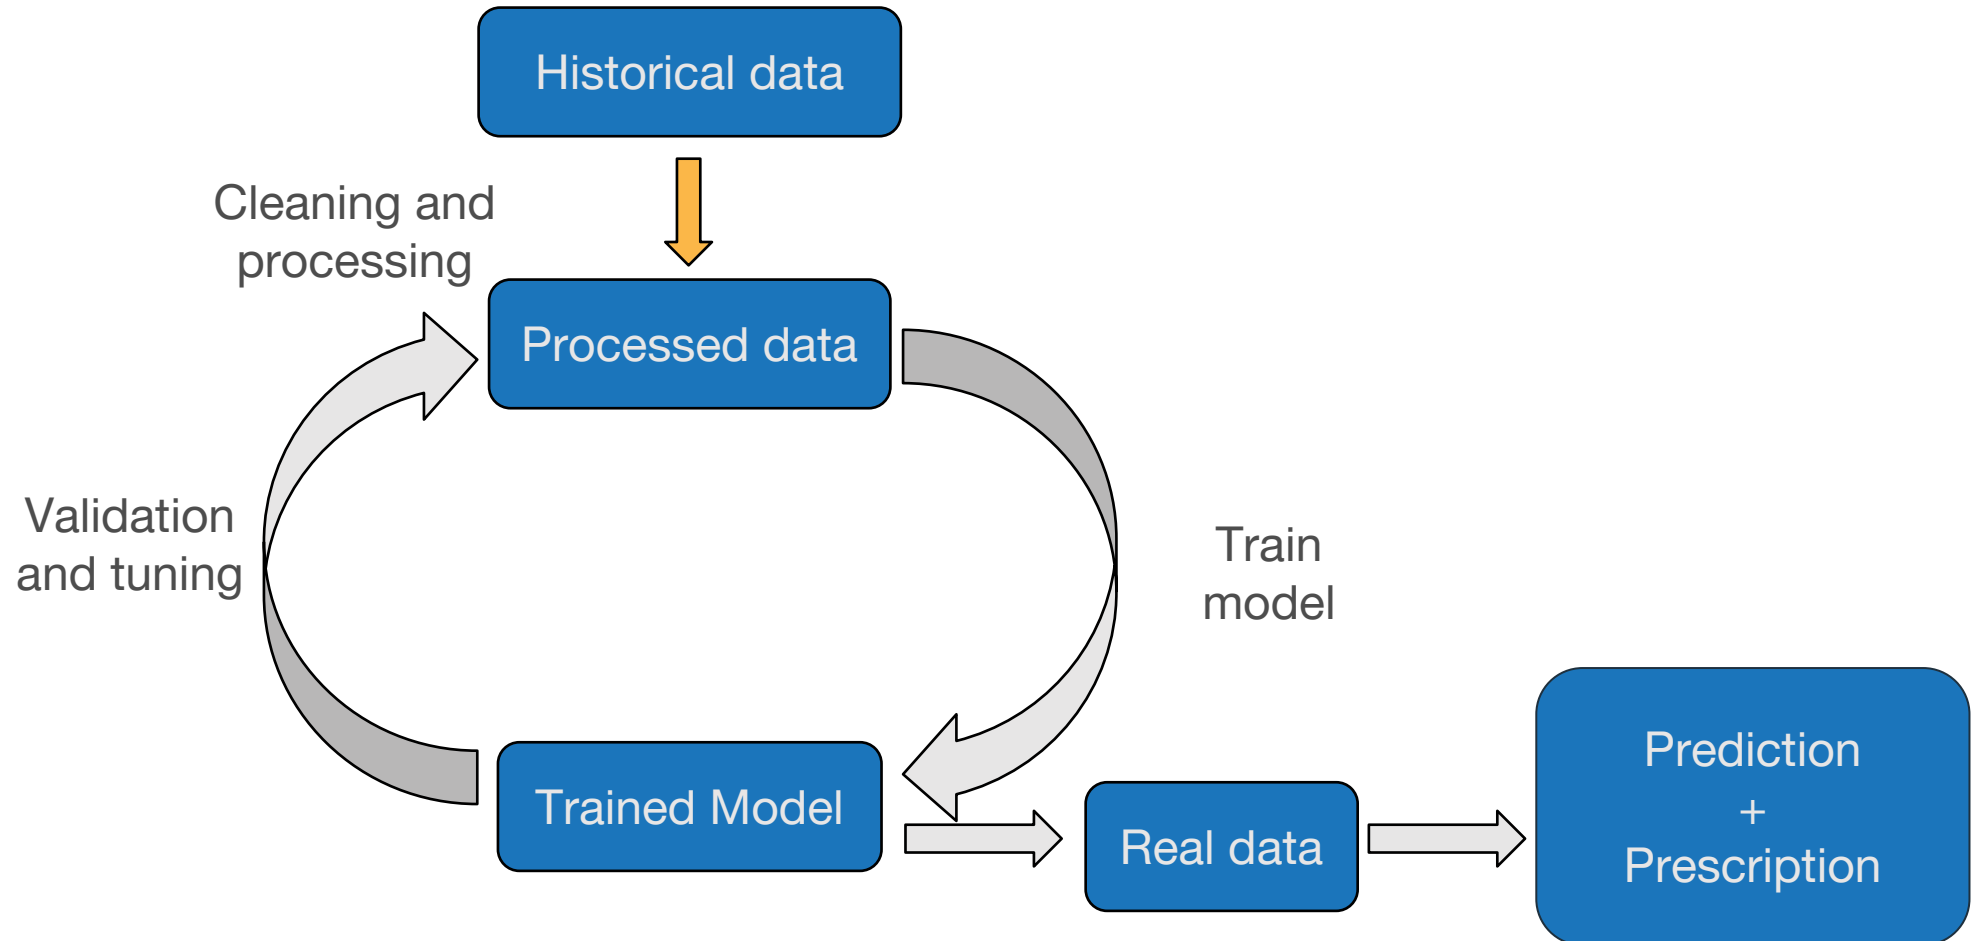 Historical data
Cleaning and
processing
Processed data
Validation
and tuning
Train
model
Trained Model
Real data
Prediction
+
Prescription